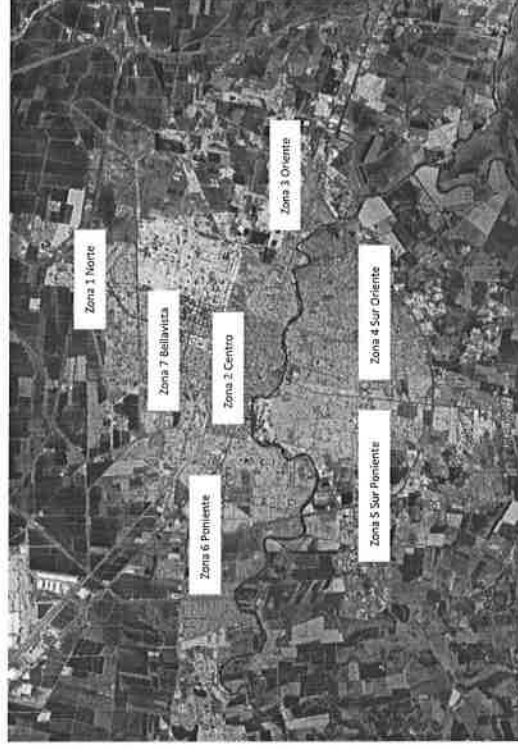 Zona 1 Norte
Zona 7 Bellavista
Zona 2 Centro
Zona 3 Oriente
Zona 6 Poniente
Zona 4 Sur Oriente
Zona 5 Sur Poniente